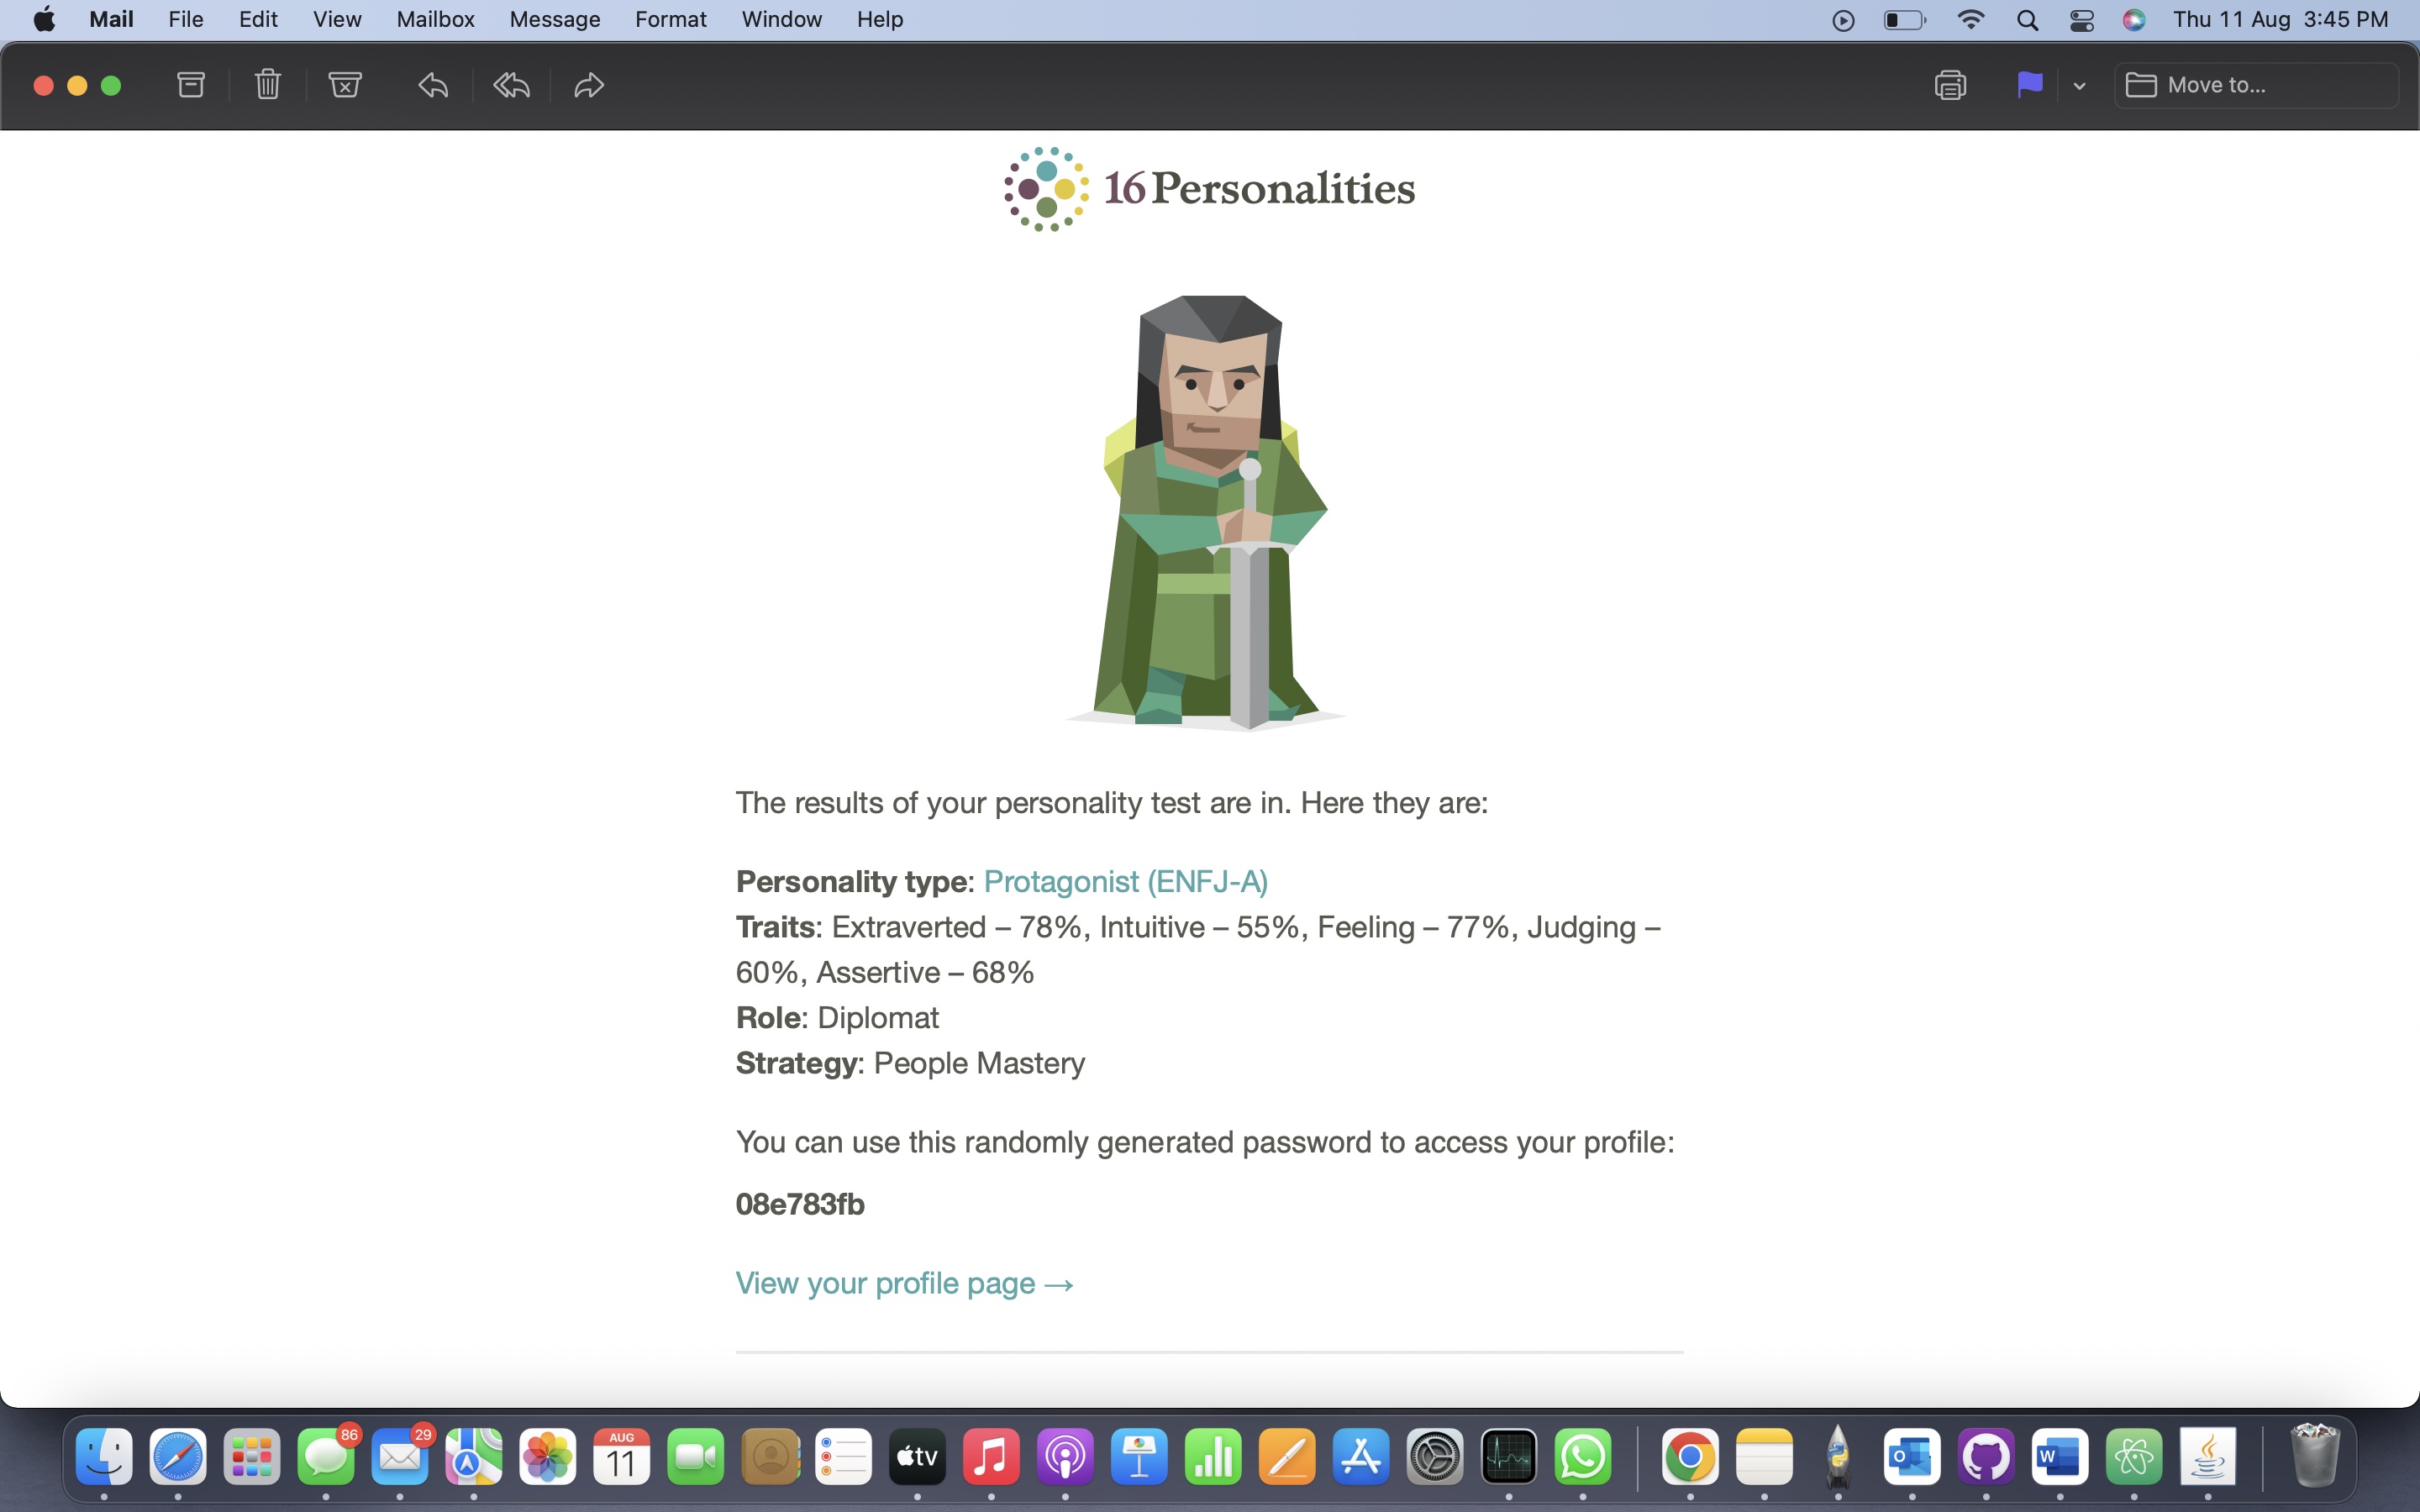 Mail File Edit View Mailbox Message Format Window Help Thu 11 Aug 3:45 PM
Move to...
16Personalities
The results of your personality test are in. Here they are:
Personality type: Protagonist (ENFJ-A)
Traits: Extraverted – 78%, Intuitive – 55%, Feeling – 77%, Judging –
60%, Assertive – 68%
Role: Diplomat
Strategy: People Mastery
You can use this randomly generated password to access your profile:
08e783fb
View your profile page →
86 29 AUG 11 tv O W